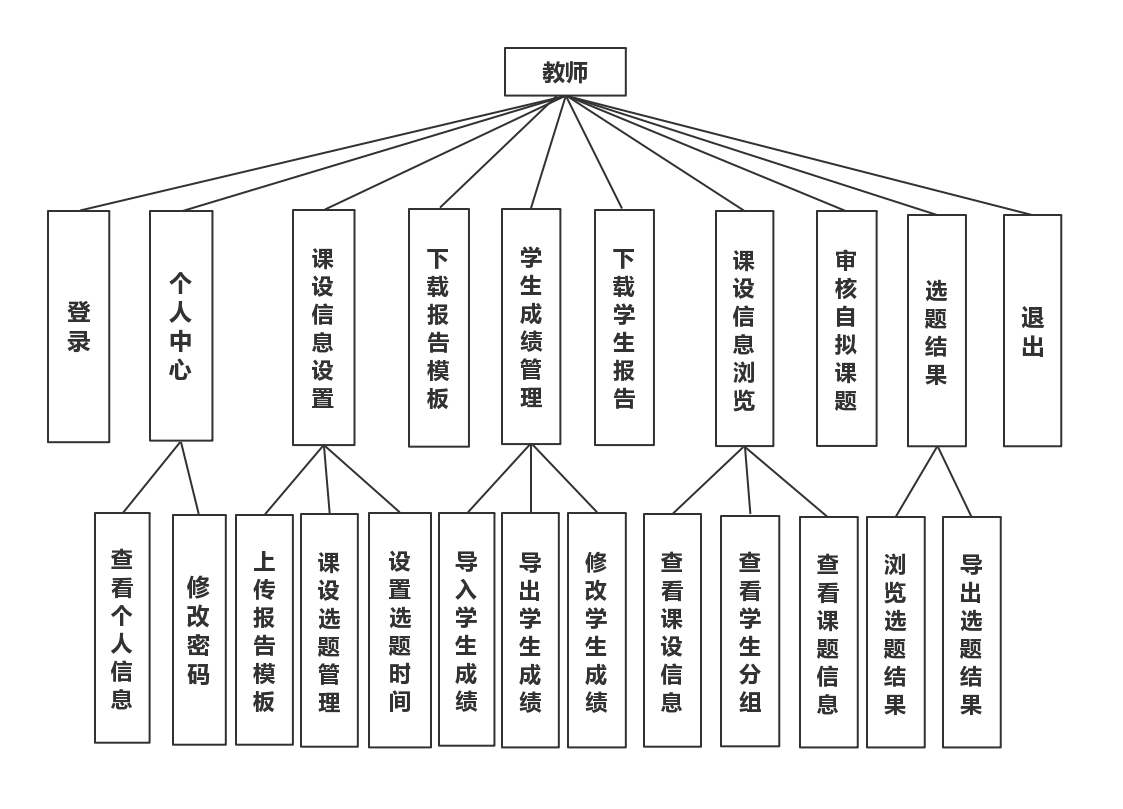 教师
登录
个人中心
课设信息设置
下载报告模板
学生成绩管理
下载学生报告
课设信息浏览
审核自拟课题
选题结果
退出
查看个人信息
修改密码
上传报告模板
课设选题管理
设置选题时间
导入学生成绩
导出学生成绩
修改学生成绩
查看课设信息
查看学生分组
查看课题信息
浏览选题结果
导出选题结果